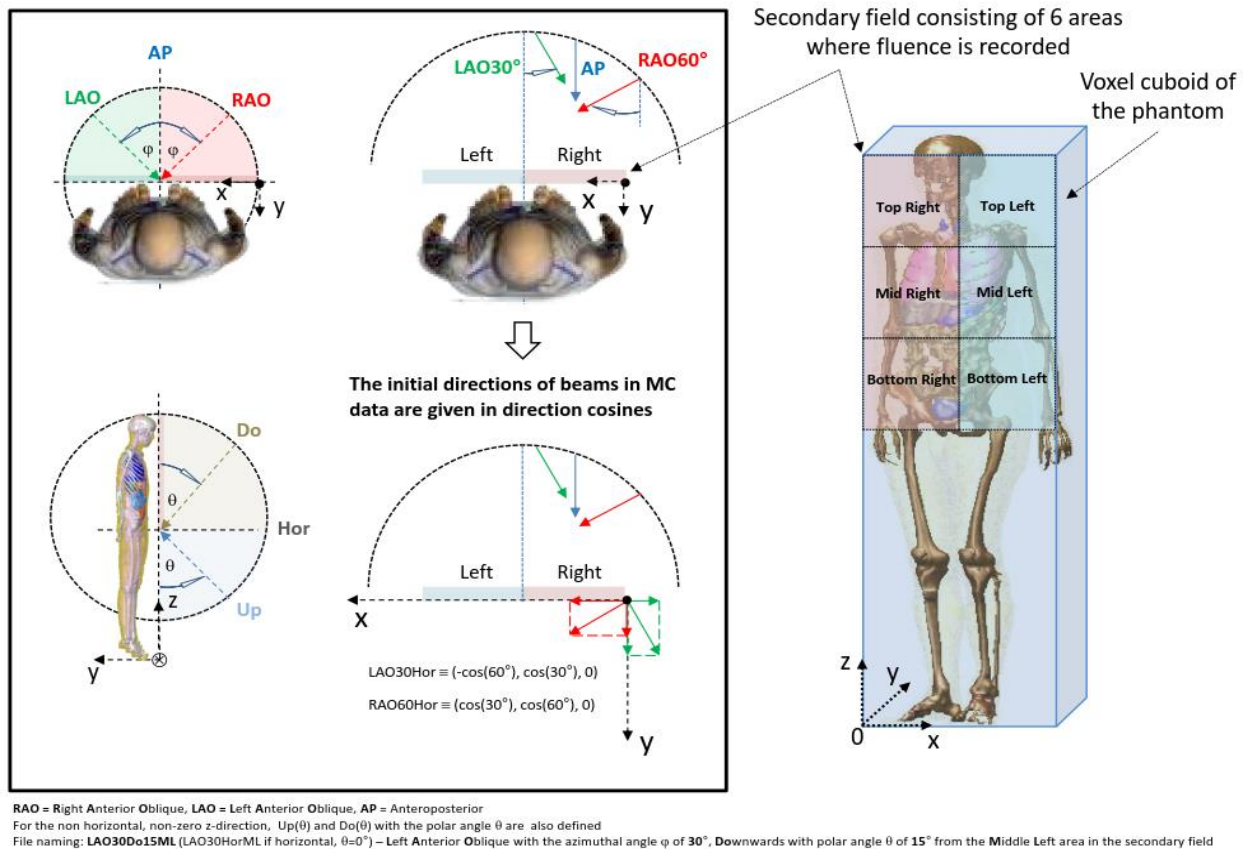 AP
LAO
RAO
φ
φ
x
y
LAO30°
AP
RAO60°
Left
Right
x
y
Secondary field consisting of 6 areas
where fluence is recorded
Voxel cuboid of
the phantom
Top Right
Top Left
Mid Right
Mid Left
Bottom Right
Bottom Left
z
y
0
x
The initial directions of beams in MC
data are given in direction cosines
Do
θ
Hor
θ
z
Up
y
Left
Right
x
LAO30Hor ≡ (-cos(60°), cos(30°), 0)
RAO60Hor ≡ (cos(30°), cos(60°), 0)
y
RAO = Right Anterior Oblique, LAO = Left Anterior Oblique, AP = Anteroposterior
For the non horizontal, non-zero z-direction, Up(θ) and Do(θ) with the polar angle θ are also defined
File naming: LAO30Do15ML (LAO30HorML if horizontal, θ=0°) – Left Anterior Oblique with the azimuthal angle φ of 30°, Downwards with polar angle θ of 15° from the Middle Left area in the secondary field